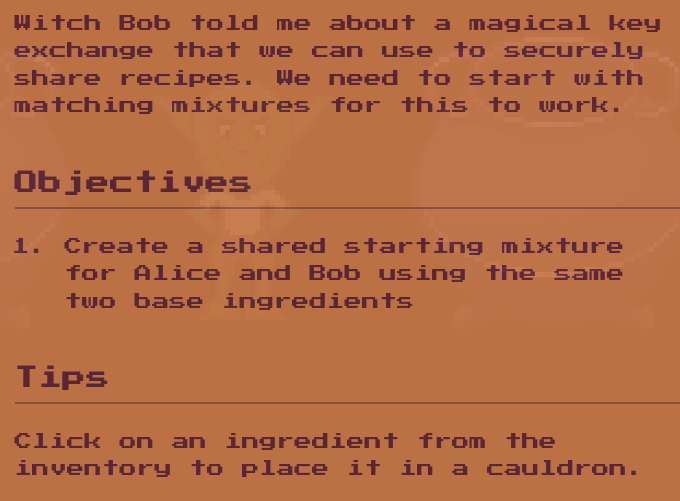 Witch Bob told me about a magical key
exchange that we can use to securely
share recipes. We need to start with
matching mixtures for this to work.
Objectives
1. Create a shared starting mixture
for Alice and Bob using the same
two base ingredients
Tips
Click on an ingredient from the
inventory to place it in a cauldron.